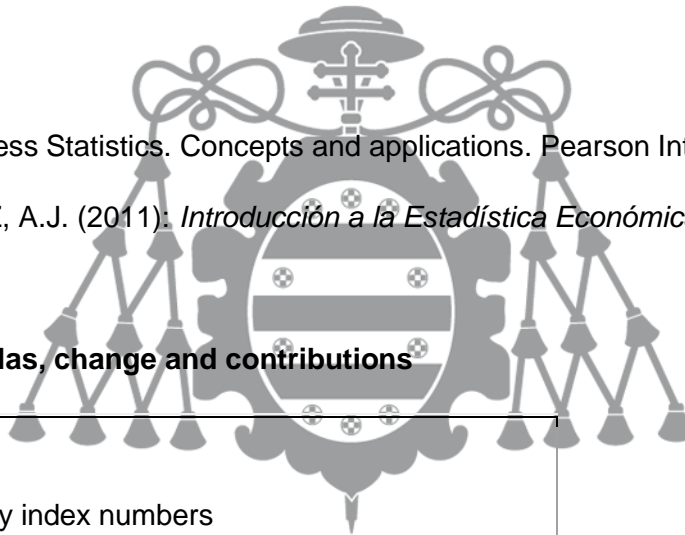 ess Statistics. Concepts and applications. Pearson Int
, A.J. (2011): Introducción a la Estadística Económic
las, change and contributions
y index numbers